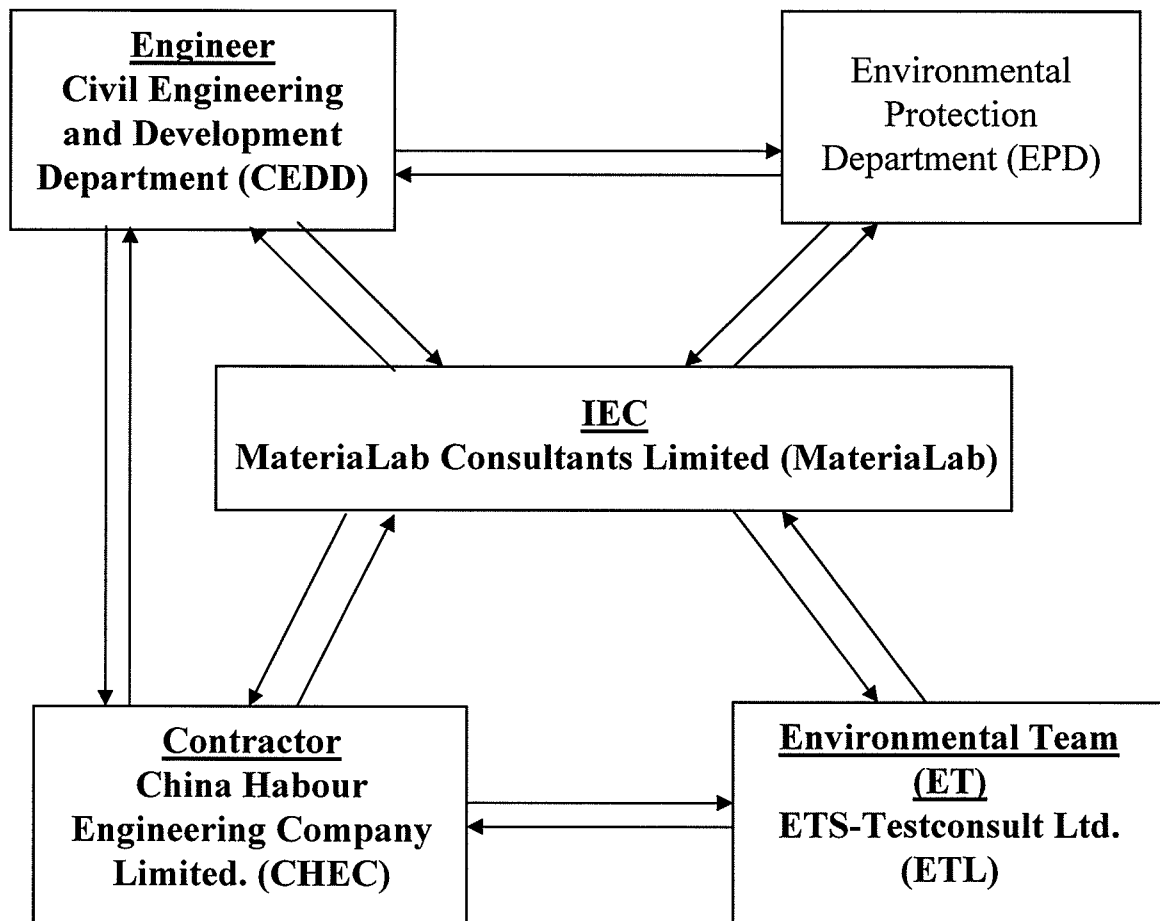 Engineer
Civil Engineering
and Development
Department (CEDD)
Environmental
Protection
Department (EPD)
IEC
MateriaLab Consultants Limited (MateriaLab)
Contractor
China Habour
Engineering Company
Limited. (CHEC)
Environmental Team
(ET)
ETS-Testconsult Ltd.
(ETL)